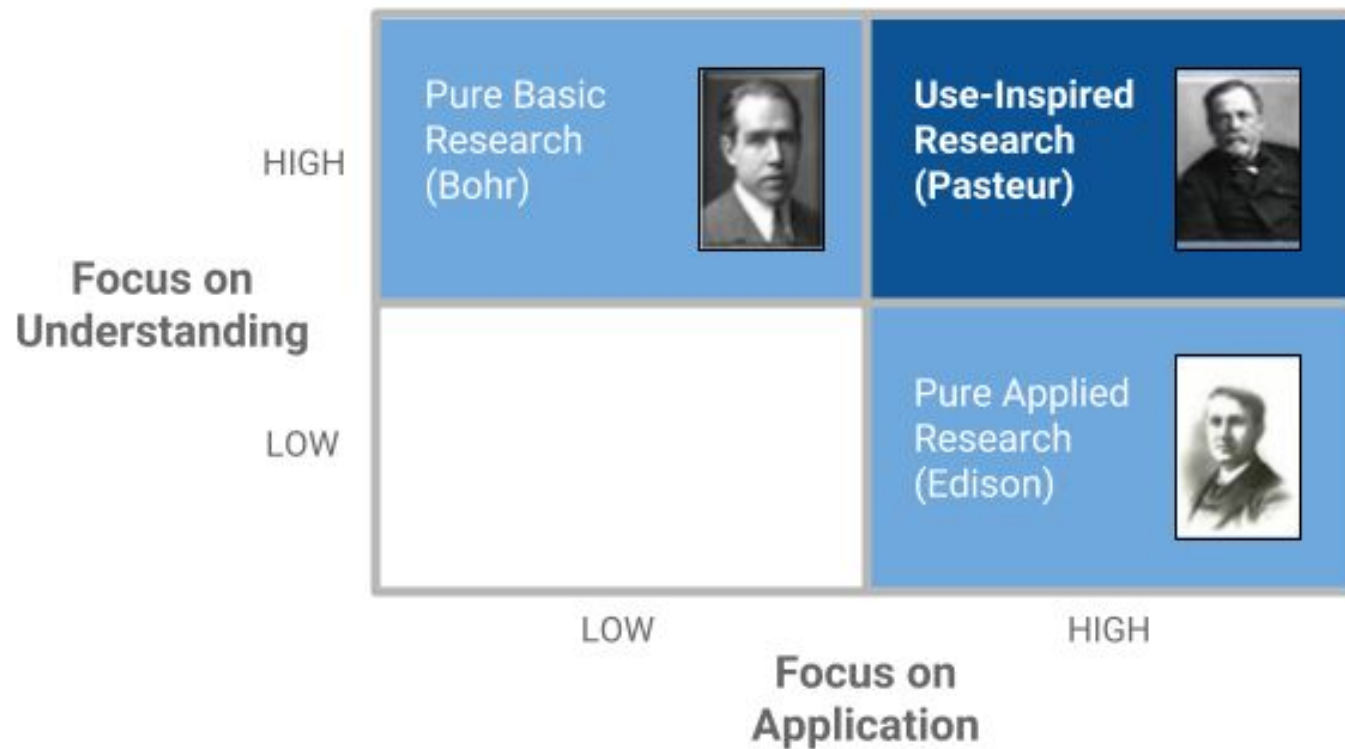 Pure Basic
Research
(Bohr)
Use-Inspired
Research
(Pasteur)
HIGH
Focus on
Understanding
Pure Applied
Research
(Edison)
LOW
LOW
HIGH
Focus on
Application